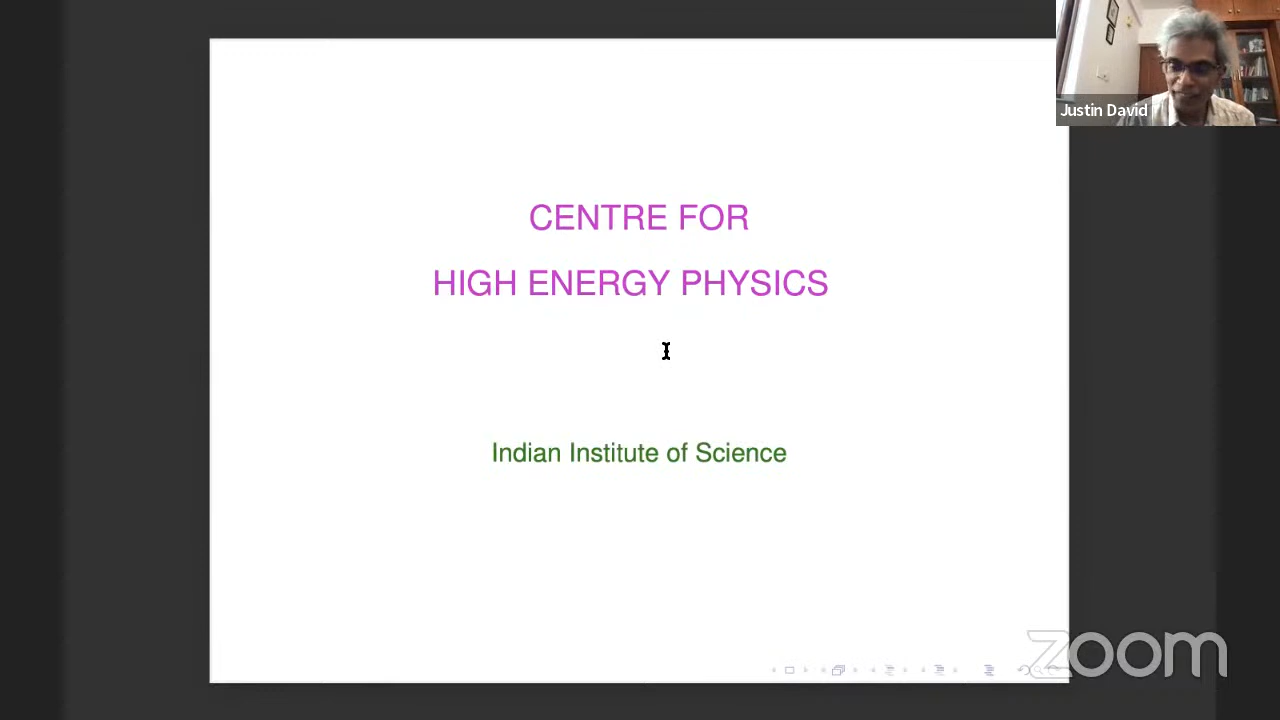 Justin David
CENTRE FOR
HIGH ENERGY PHYSICS
Indian Institute of Science
zoom